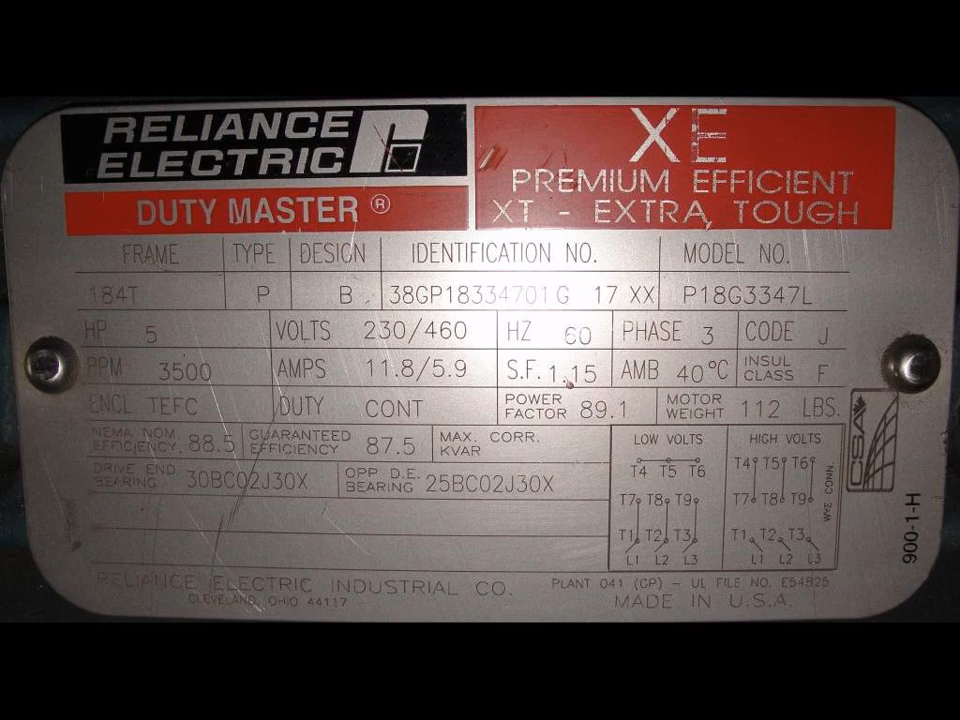 RELIANCE
ELECTRIC
XE
PREMIUM EFFICIENT
DUTY MASTER ®
XT - EXTRA TOUGH
FRAME TYPE DESIGN IDENTIFICATION NO. MODEL NO.
184T P B 38GP18334701G 17 XX P18G3347L
HP 5 VOLTS 230/460 HZ 60 PHASE 3 CODE J
RPM 3500 AMPS 11.8/5.9 S.F. 1.15 AMB 40°C INSUL CLASS F
ENCL TEFC DUTY CONT POWER FACTOR 89.1 MOTOR WEIGHT 112 LBS.
NEMA NOM. EFFICIENCY 88.5 GUARANTEED EFFICIENCY 87.5 MAX. CORR. KVAR
DRIVE END BEARING 30BC02J30X OPP D.E. BEARING 25BC02J30X
LOW VOLTS HIGH VOLTS
T4 T5 T6 T4 T5 T6
T7 T8 T9 T7 T8 T9
T1 T2 T3 T1 T2 T3
L1 L2 L3 L1 L2 L3
WYE CONN.
CSA
900-1-H
RELIANCE ELECTRIC INDUSTRIAL CO. PLANT 041 (GP) - UL FILE NO. E54825
CLEVELAND, OHIO 44117 MADE IN U.S.A.